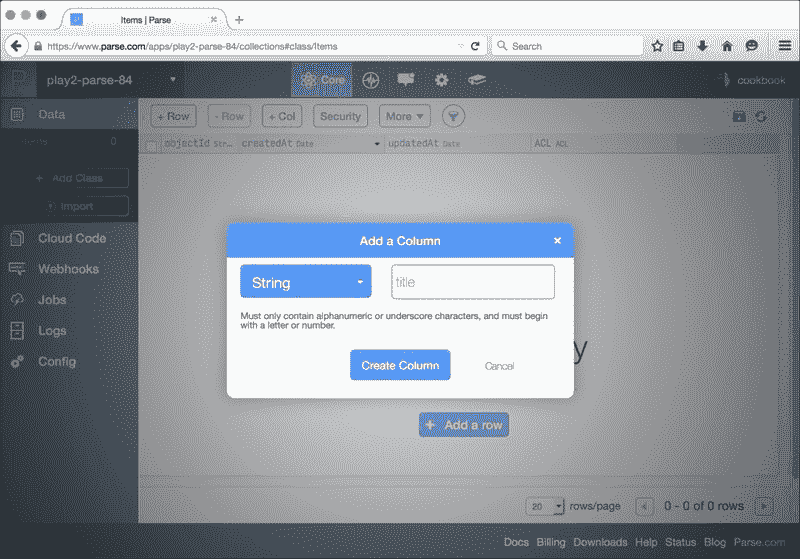 Items | Parse
https://www.parse.com/apps/play2-parse-84/collections#class/Items
Search
play2-parse-84
Core
cookbook
Data
+ Row
- Row
+ Col
Security
More
objectId Str...
createdAt Date
updatedAt Date
ACL ACL
Items 0
+ Add Class
Import
Cloud Code
Webhooks
Jobs
Logs
Config
Add a Column
String
title
Must only contain alphanumeric or underscore characters, and must begin
with a letter or number.
Create Column
Cancel
y
+ Add a row
20 rows/page
0 - 0 of 0 rows
Docs Billing Downloads Help Status Blog Parse.com